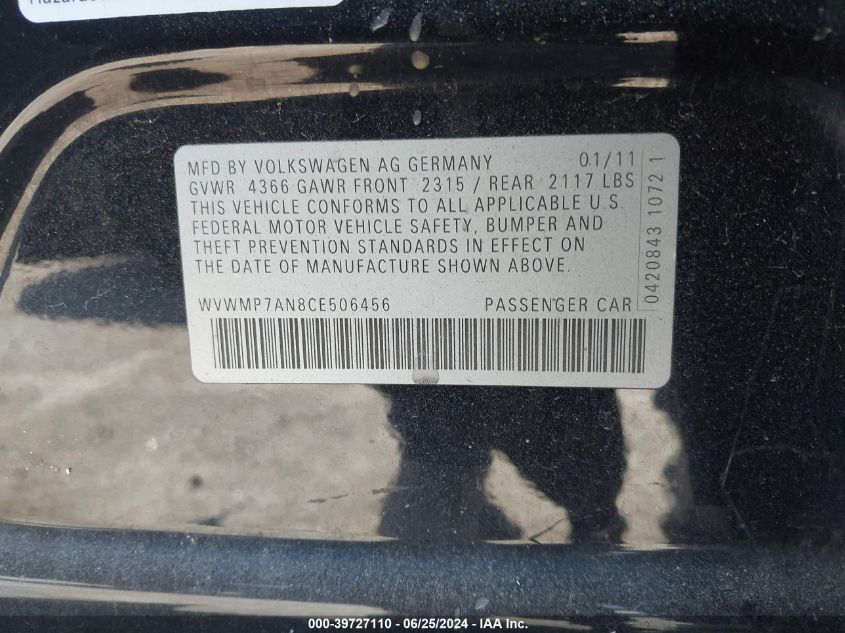 MFD BY VOLKSWAGEN AG GERMANY 01/11
GVWR 4366 GAWR FRONT 2315 / REAR 2117 LBS
THIS VEHICLE CONFORMS TO ALL APPLICABLE U.S.
FEDERAL MOTOR VEHICLE SAFETY, BUMPER AND
THEFT PREVENTION STANDARDS IN EFFECT ON
THE DATE OF MANUFACTURE SHOWN ABOVE.
WVWMP7AN8CE506456 PASSENGER CAR
0420843 10721
000-39727110 - 06/25/2024 - IAA Inc.